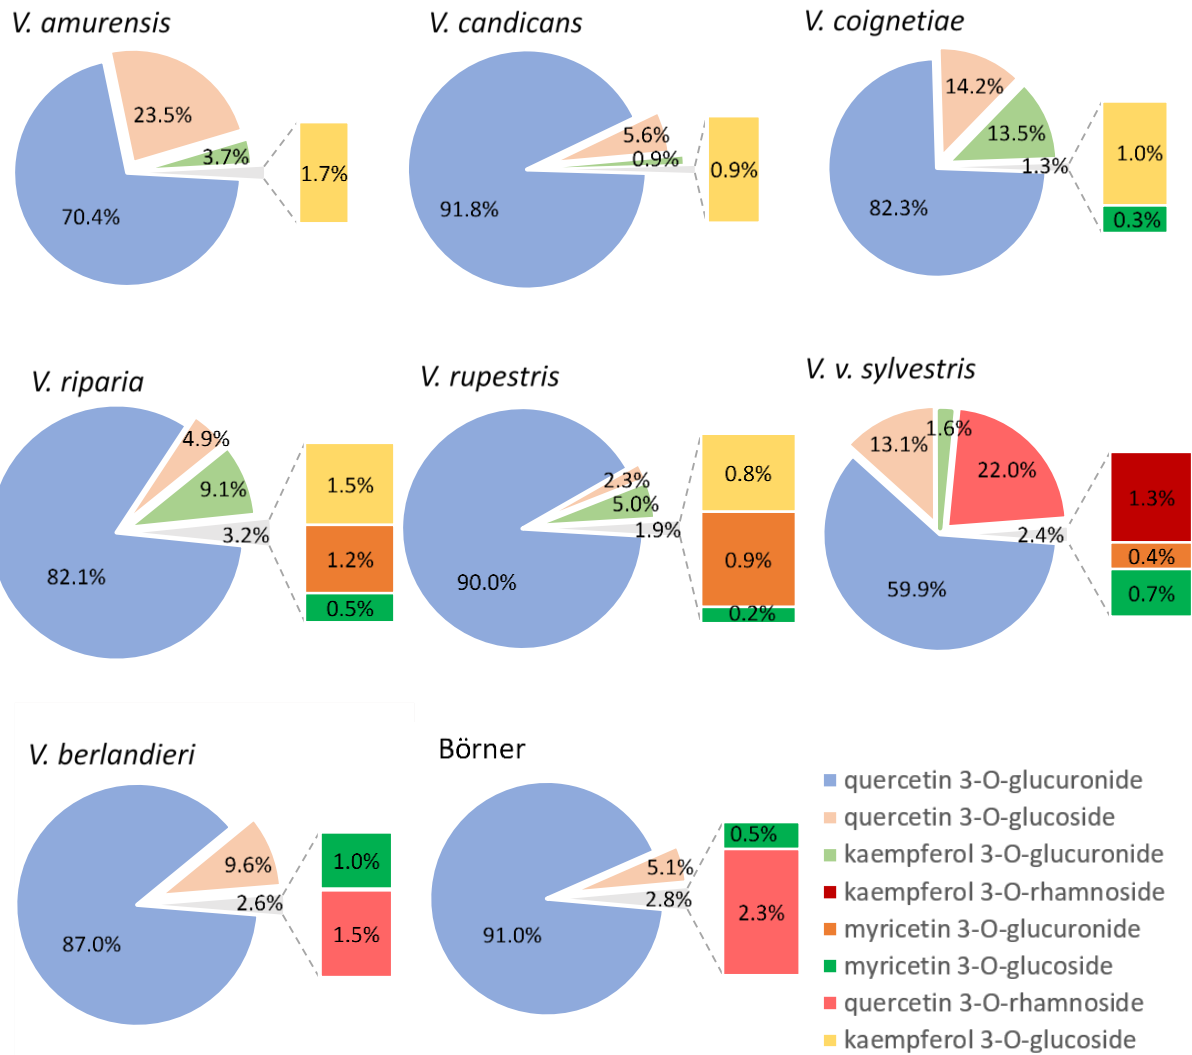 V. amurensis
23.5%
3.7%
1.7%
70.4%
V. candicans
5.6%
0.9%
0.9%
91.8%
V. coignetiae
14.2%
13.5%
1.3%
1.0%
0.3%
82.3%
V. riparia
4.9%
9.1%
3.2%
1.5%
1.2%
0.5%
82.1%
V. rupestris
2.3%
5.0%
1.9%
0.8%
0.9%
0.2%
90.0%
V. v. sylvestris
13.1%
1.6%
22.0%
2.4%
1.3%
0.4%
0.7%
59.9%
V. berlandieri
9.6%
2.6%
1.0%
1.5%
87.0%
Börner
5.1%
2.8%
0.5%
2.3%
91.0%
quercetin 3-O-glucuronide
quercetin 3-O-glucoside
kaempferol 3-O-glucuronide
kaempferol 3-O-rhamnoside
myricetin 3-O-glucuronide
myricetin 3-O-glucoside
quercetin 3-O-rhamnoside
kaempferol 3-O-glucoside